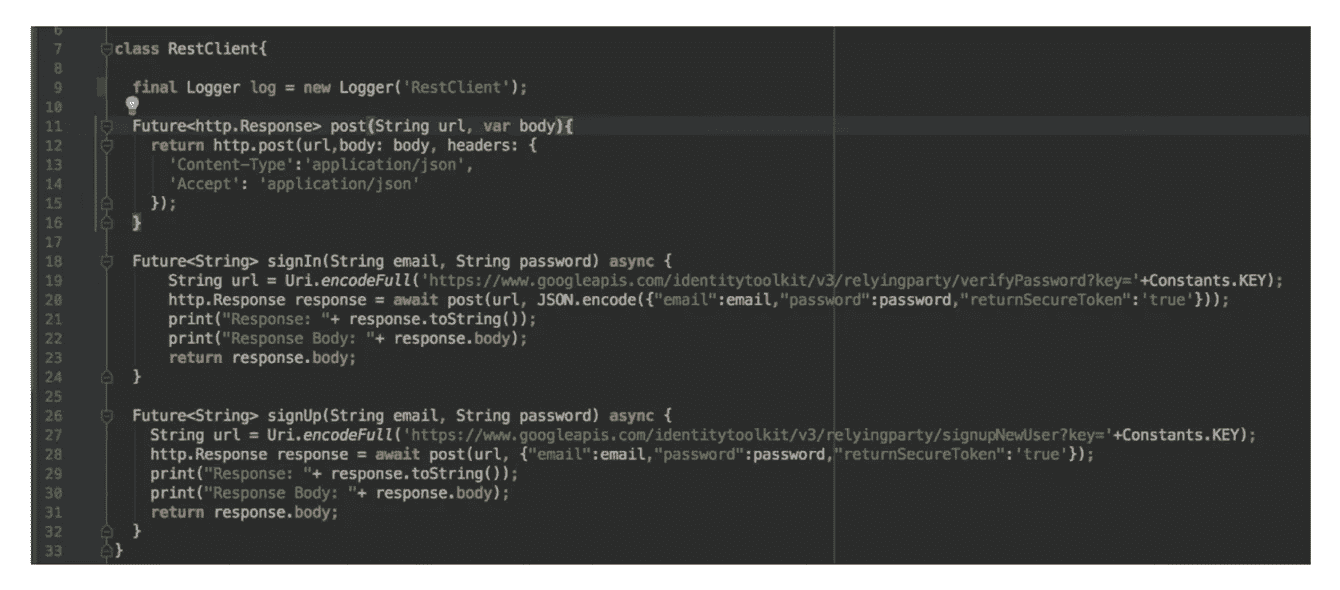 6
7 class RestClient{
8
9 final Logger log = new Logger('RestClient');
10
11 Future<http.Response> post(String url, var body){
12 return http.post(url,body: body, headers: {
13 'Content-Type':'application/json',
14 'Accept': 'application/json'
15 });
16 }
17
18 Future<String> signIn(String email, String password) async {
19 String url = Uri.encodeFull('https://www.googleapis.com/identitytoolkit/v3/relyingparty/verifyPassword?key='+Constants.KEY);
20 http.Response response = await post(url, JSON.encode({"email":email,"password":password,"returnSecureToken":'true'}));
21 print("Response: "+ response.toString());
22 print("Response Body: "+ response.body);
23 return response.body;
24 }
25
26 Future<String> signUp(String email, String password) async {
27 String url = Uri.encodeFull('https://www.googleapis.com/identitytoolkit/v3/relyingparty/signupNewUser?key='+Constants.KEY);
28 http.Response response = await post(url, {"email":email,"password":password,"returnSecureToken":'true'});
29 print("Response: "+ response.toString());
30 print("Response Body: "+ response.body);
31 return response.body;
32 }
33 }